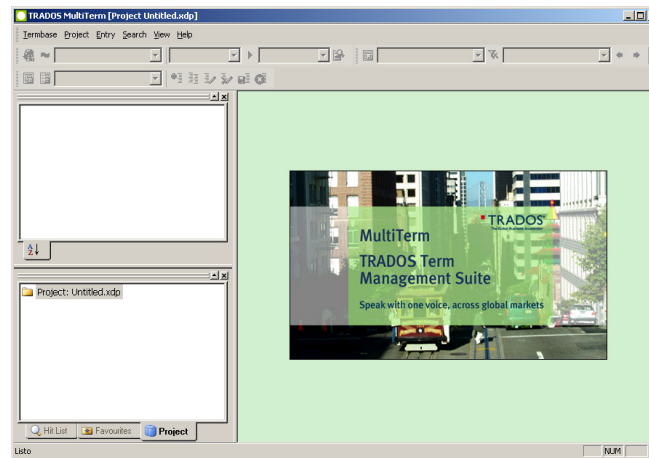 TRADOS MultiTerm [Project Untitled.xdp]
Termbase Project Entry Search View Help
TRADOS
The Global Business Accelerator
MultiTerm
TRADOS Term
Management Suite
Speak with one voice, across global markets
A
Z
Project: Untitled.xdp
Hit List Favourites Project
Listo NUM